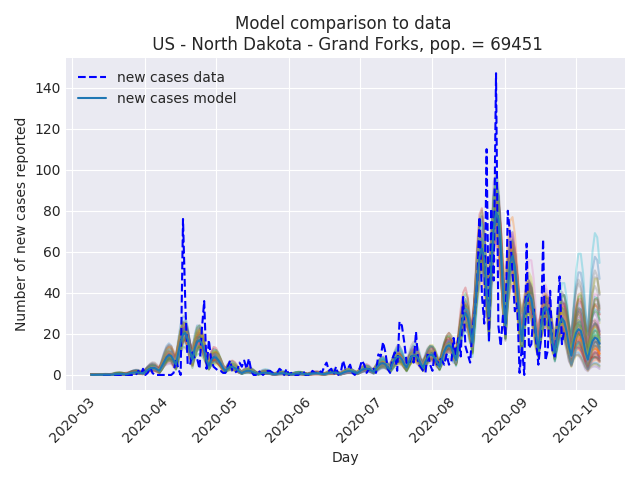 Model comparison to data
US - North Dakota - Grand Forks, pop. = 69451
new cases data
new cases model
Number of new cases reported
140
120
100
80
60
40
20
0
2020-03
2020-04
2020-05
2020-06
2020-07
2020-08
2020-09
2020-10
Day